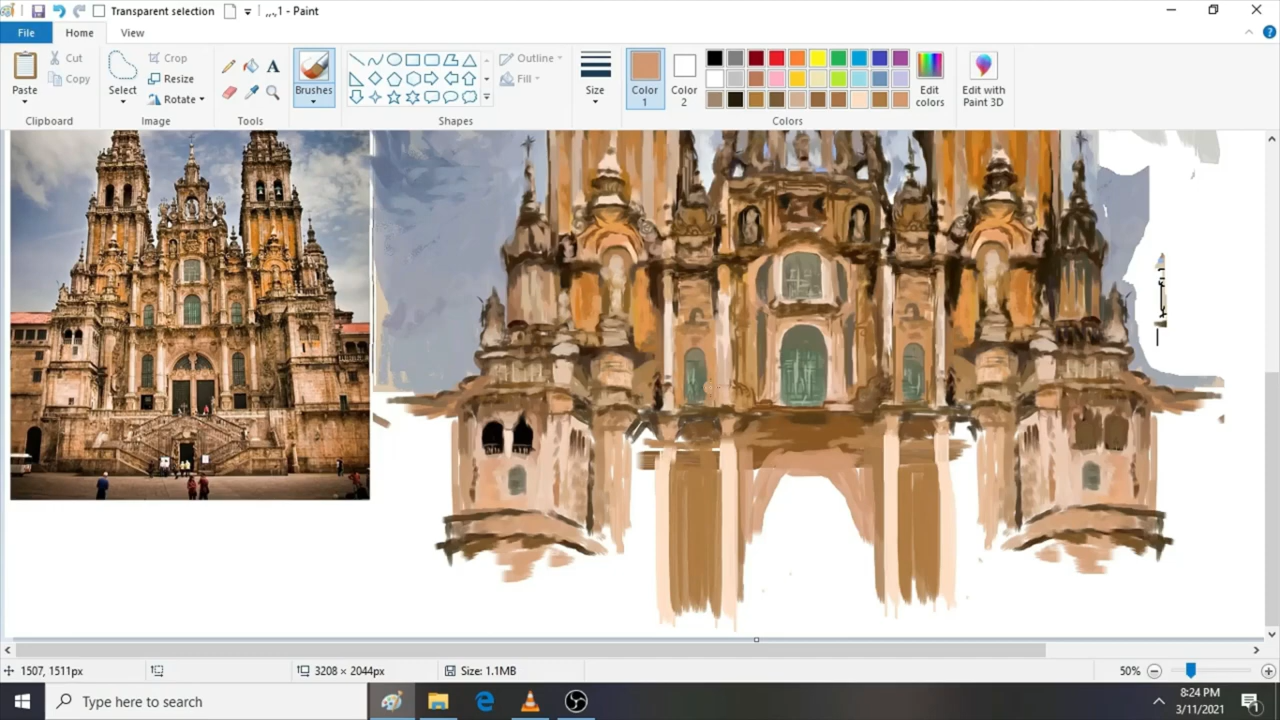 Transparent selection
,,,1 - Paint
File
Home
View
Paste
Cut
Copy
Clipboard
Select
Crop
Resize
Rotate
Image
A
Tools
Brushes
Outline
Fill
Shapes
Size
Color 1
Color 2
Edit colors
Edit with Paint 3D
Colors
1507, 1511px
3208 × 2044px
Size: 1.1MB
50%
Type here to search
8:24 PM
3/11/2021
1